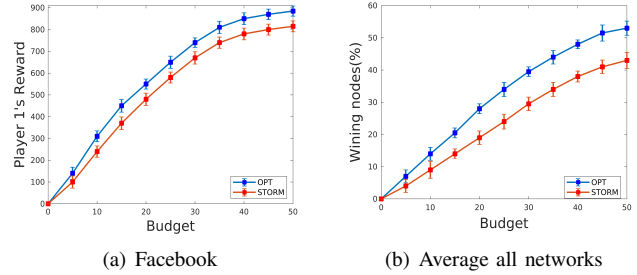 900
800
700
600
500
400
300
200
100
0
Player 1's Reward
0 10 20 30 40 50
Budget
OPT
STORM
(a) Facebook
60
50
40
30
20
10
0
Wining nodes(%)
0 10 20 30 40 50
Budget
OPT
STORM
(b) Average all networks